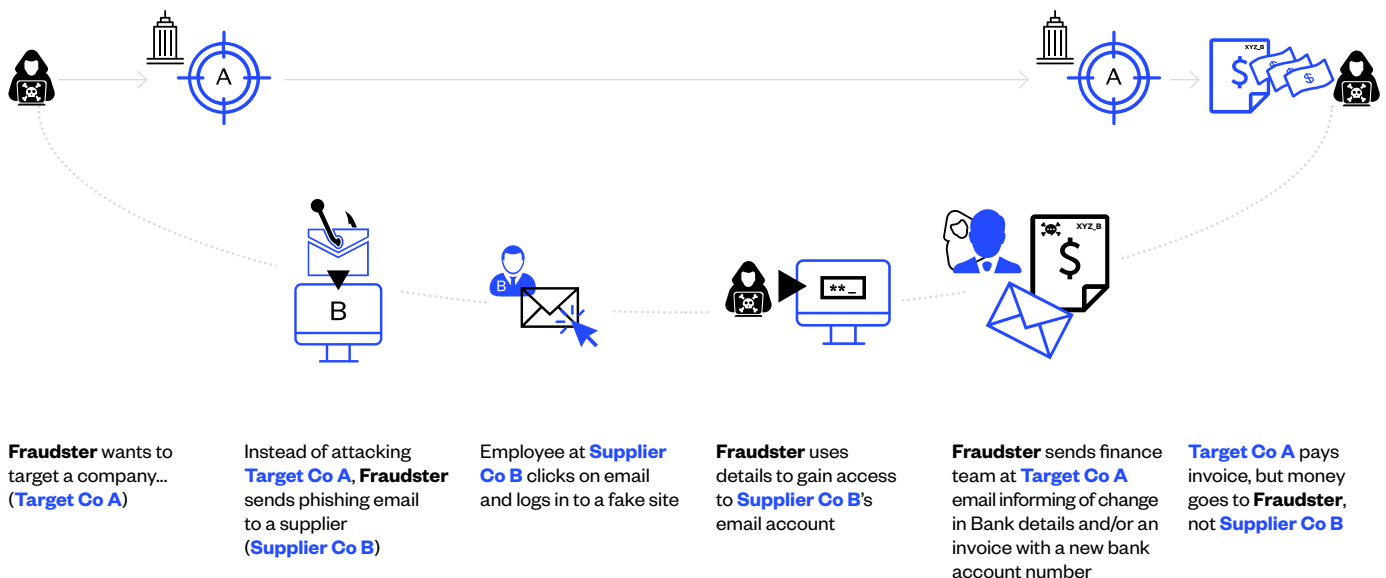 A
A
XYZ_B
$
$
B
B
**_
XYZ_B
$
Fraudster wants to
target a company...
(Target Co A)
Instead of attacking
Target Co A, Fraudster
sends phishing email
to a supplier
(Supplier Co B)
Employee at Supplier
Co B clicks on email
and logs in to a fake site
Fraudster uses
details to gain access
to Supplier Co B's
email account
Fraudster sends finance
team at Target Co A
email informing of change
in Bank details and/or an
invoice with a new bank
account number
Target Co A pays
invoice, but money
goes to Fraudster,
not Supplier Co B